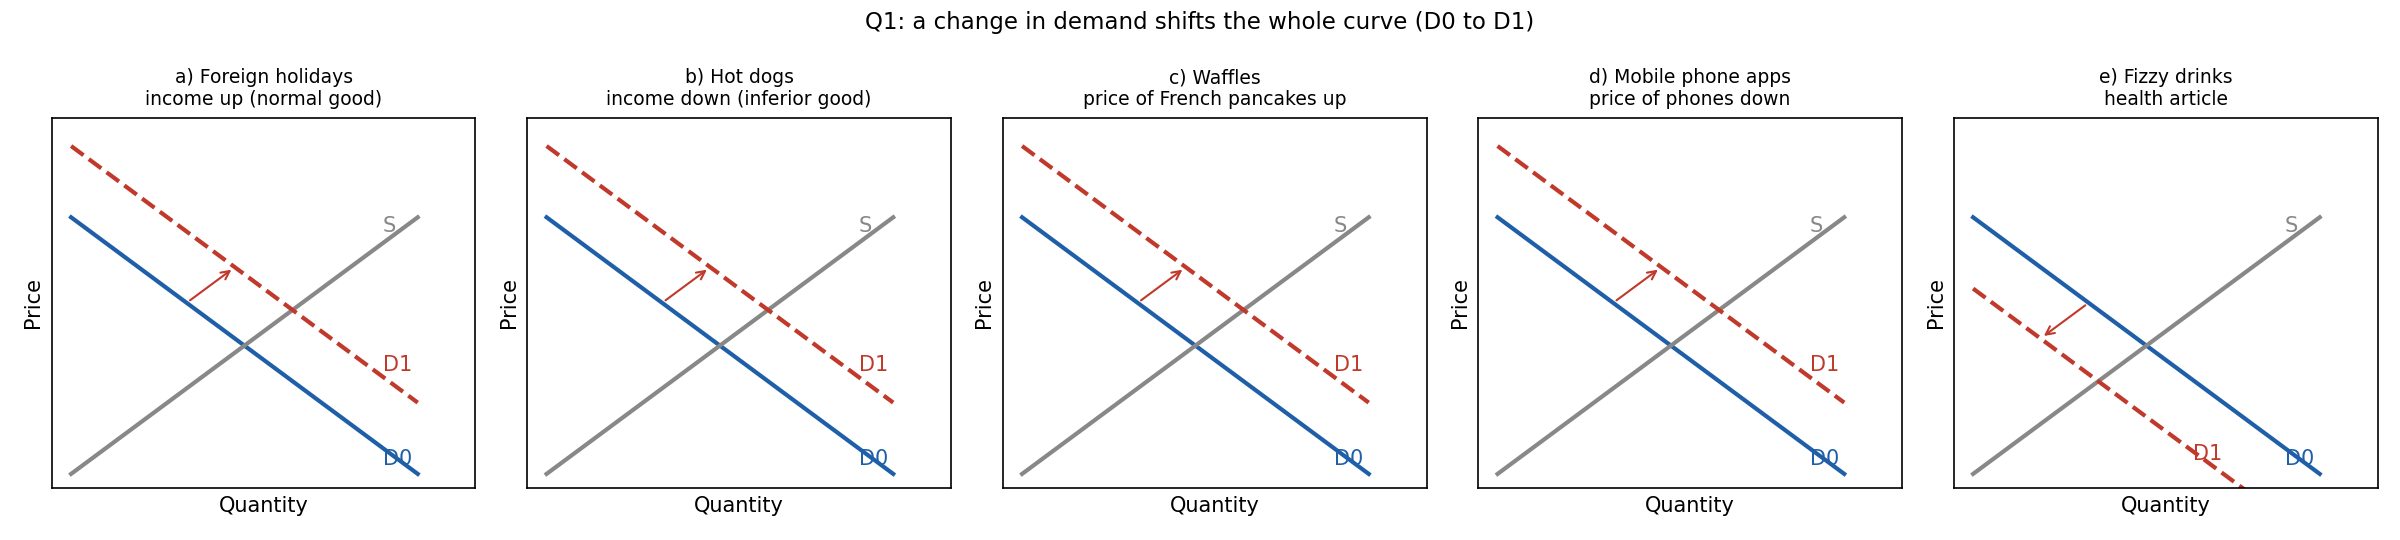 Q1: a change in demand shifts the whole curve (D0 to D1)
a) Foreign holidays
income up (normal good)
Price
S
D1
D0
Quantity
b) Hot dogs
income down (inferior good)
Price
S
D1
D0
Quantity
c) Waffles
price of French pancakes up
Price
S
D1
D0
Quantity
d) Mobile phone apps
price of phones down
Price
S
D1
D0
Quantity
e) Fizzy drinks
health article
Price
S
D1
D0
Quantity